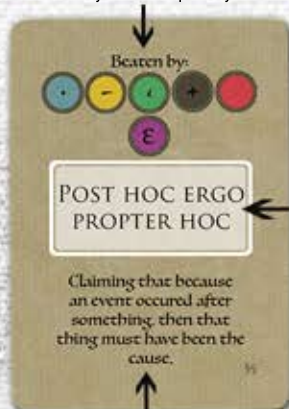 Beaten by:
· - ‹ +
ε
POST HOC ERGO
PROPTER HOC
Claiming that because
an event occured after
something, then that
thing must have been the
cause.